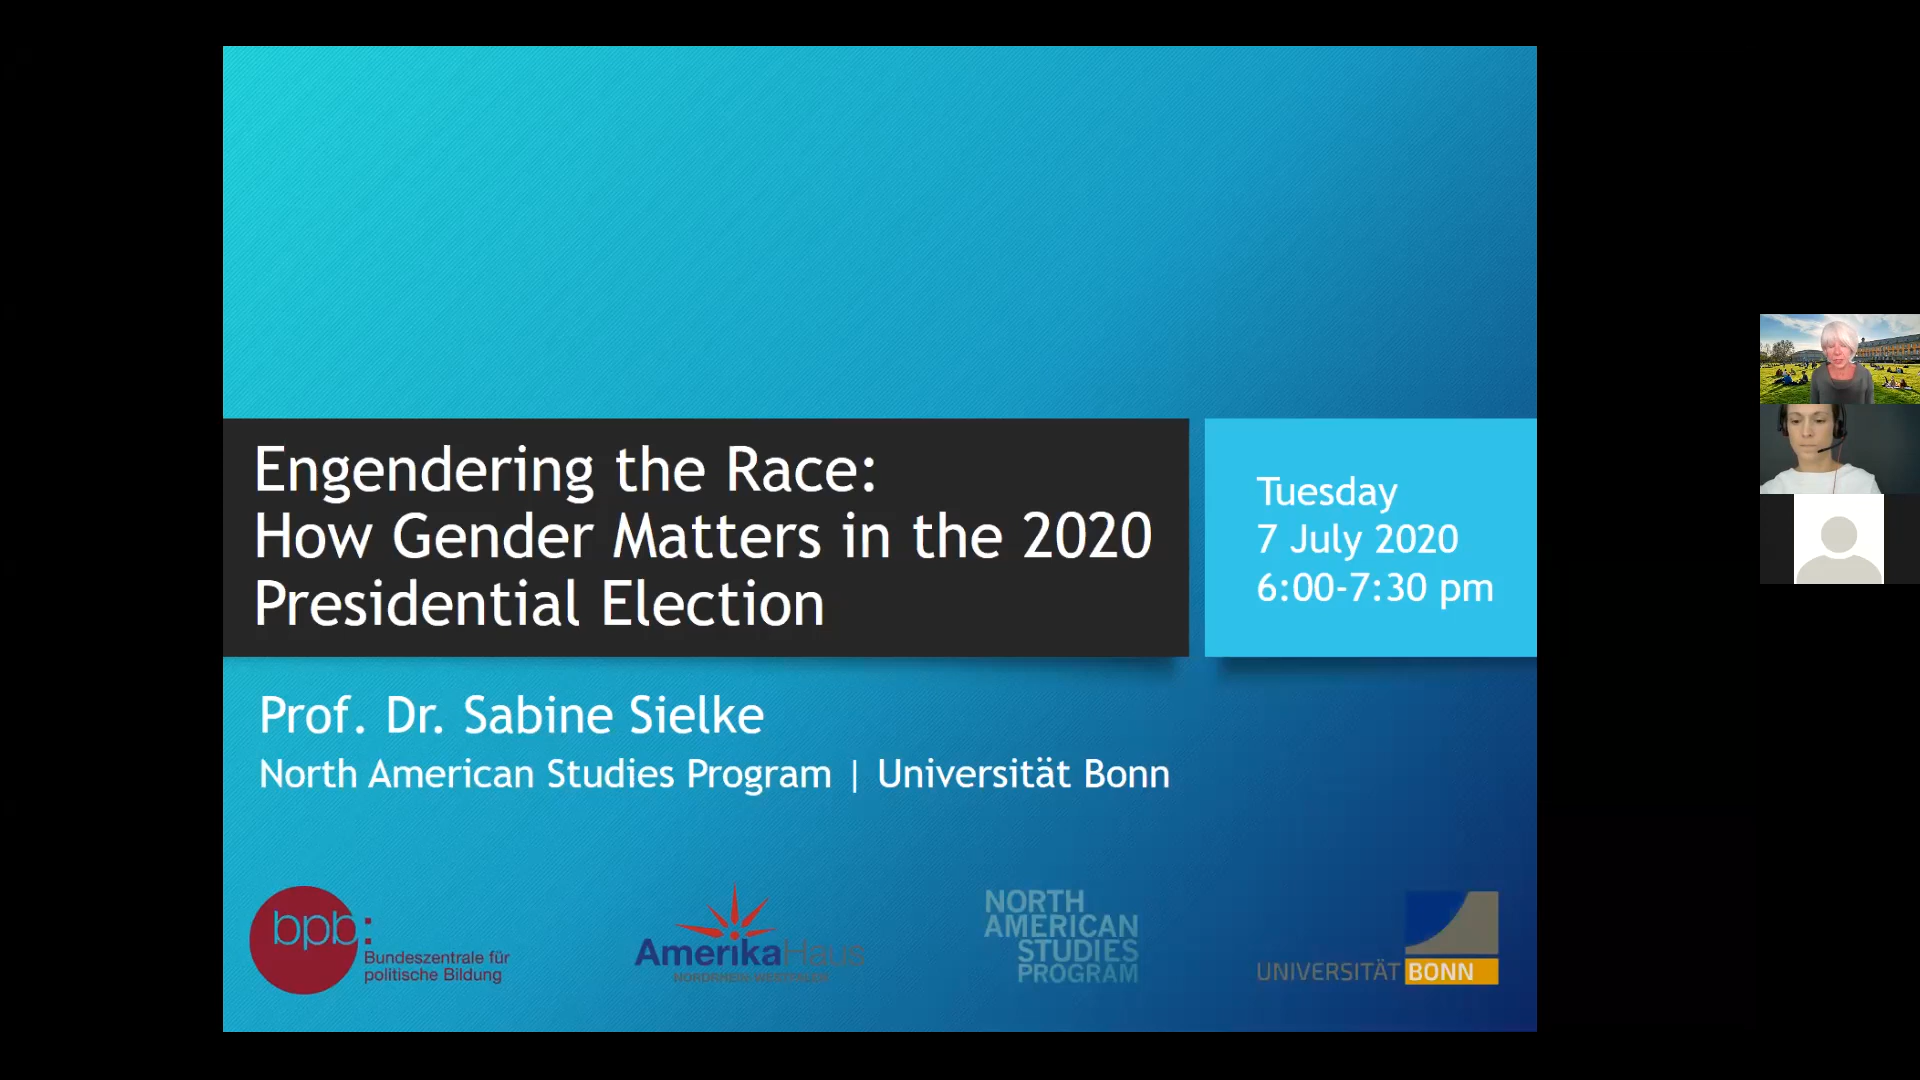 Engendering the Race:
How Gender Matters in the 2020
Presidential Election
Tuesday
7 July 2020
6:00-7:30 pm
Prof. Dr. Sabine Sielke
North American Studies Program | Universität Bonn
bpb:
Bundeszentrale für
politische Bildung
AmerikaHaus
NORDRHEIN-WESTFALEN
NORTH
AMERICAN
STUDIES
PROGRAM
UNIVERSITÄT BONN